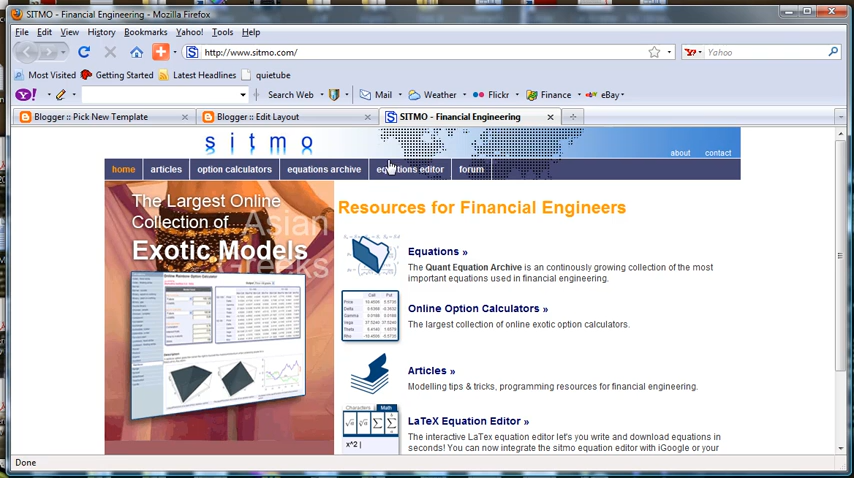 SITMO - Financial Engineering - Mozilla Firefox
File Edit View History Bookmarks Yahoo! Tools Help
http://www.sitmo.com/
Yahoo
Most Visited Getting Started Latest Headlines quietube
Search Web Mail Weather Flickr Finance eBay
Blogger :: Pick New Template Blogger :: Edit Layout SITMO - Financial Engineering
sitmo
about contact
home articles option calculators equations archive equations editor forum
The Largest Online
Collection of Asian
Exotic Models
Greeks
Resources for Financial Engineers
Equations »
The Quant Equation Archive is an continously growing collection of the most
important equations used in financial engineering.
Online Option Calculators »
The largest collection of online exotic option calculators.
Articles »
Modelling tips & tricks, programming resources for financial engineering.
Characters Math
x^2 |
LaTeX Equation Editor »
The interactive LaTex equation editor let's you write and download equations in
seconds! You can now integrate the sitmo equation editor with iGoogle or your
Done